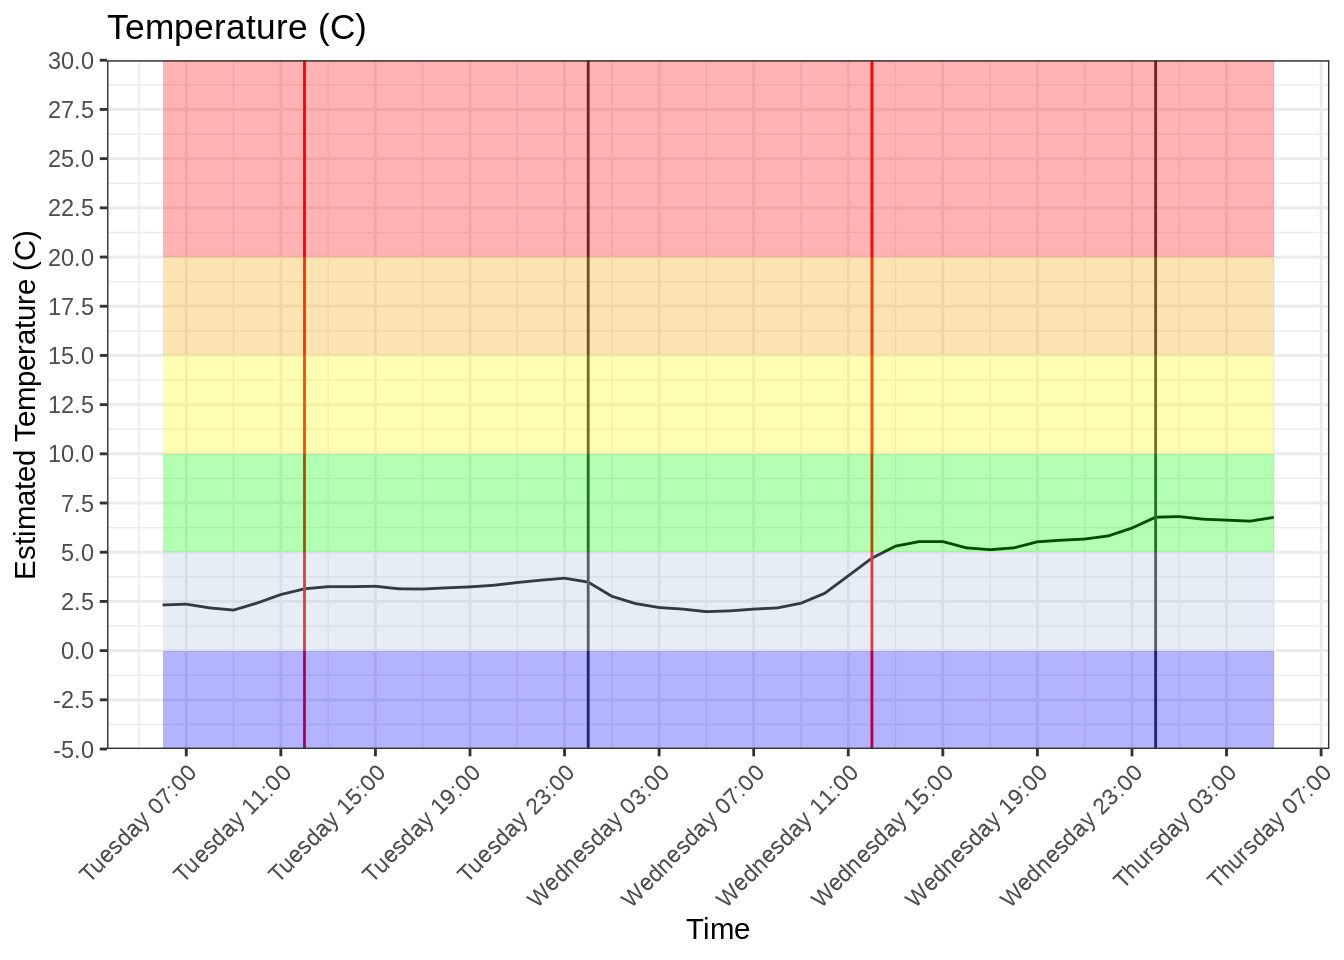 Temperature (C)
Estimated Temperature (C)
30.0
27.5
25.0
22.5
20.0
17.5
15.0
12.5
10.0
7.5
5.0
2.5
0.0
-2.5
-5.0
Tuesday 07:00
Tuesday 11:00
Tuesday 15:00
Tuesday 19:00
Tuesday 23:00
Wednesday 03:00
Wednesday 07:00
Wednesday 11:00
Wednesday 15:00
Wednesday 19:00
Wednesday 23:00
Thursday 03:00
Thursday 07:00
Time